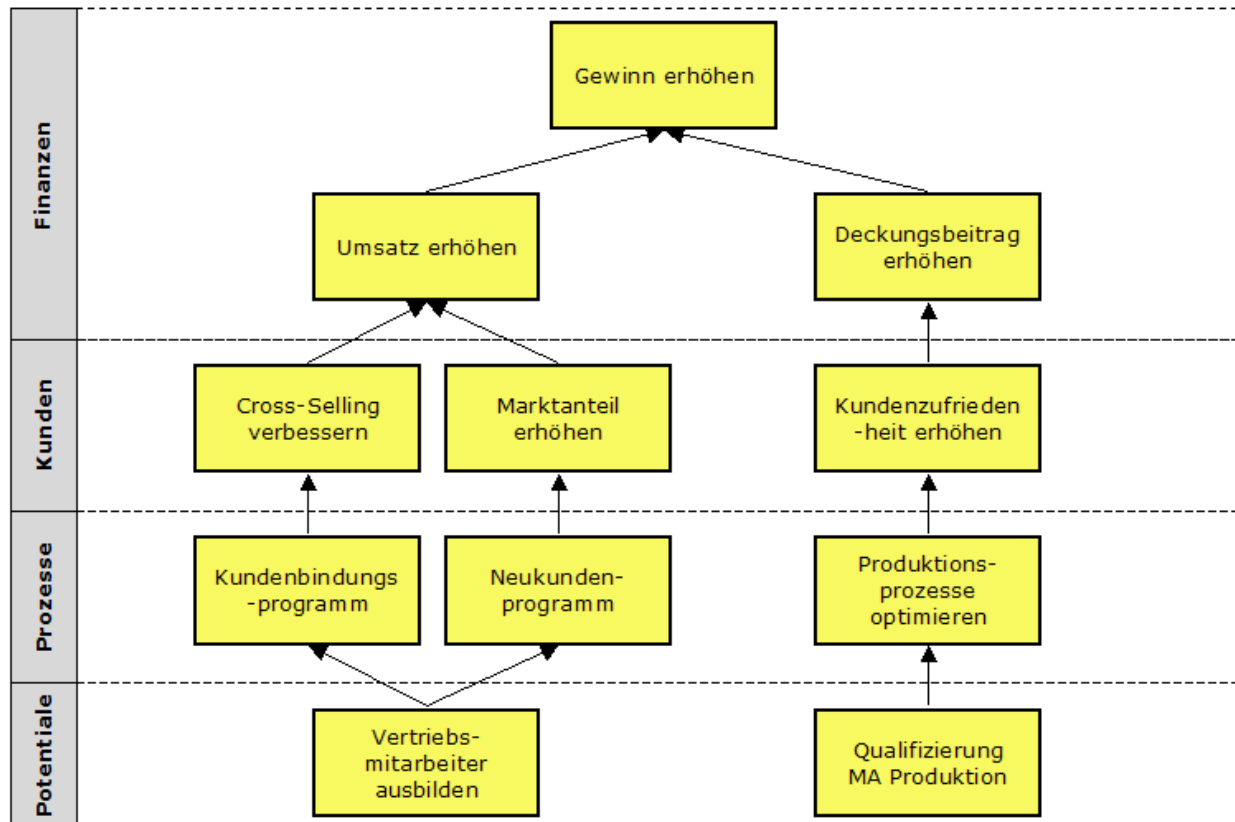 Finanzen
Gewinn erhöhen
Umsatz erhöhen
Deckungsbeitrag
erhöhen
Kunden
Cross-Selling
verbessern
Marktanteil
erhöhen
Kundenzufrieden
-heit erhöhen
Prozesse
Kundenbindungs
-programm
Neukunden-
programm
Produktions-
prozesse
optimieren
Potentiale
Vertriebs-
mitarbeiter
ausbilden
Qualifizierung
MA Produktion